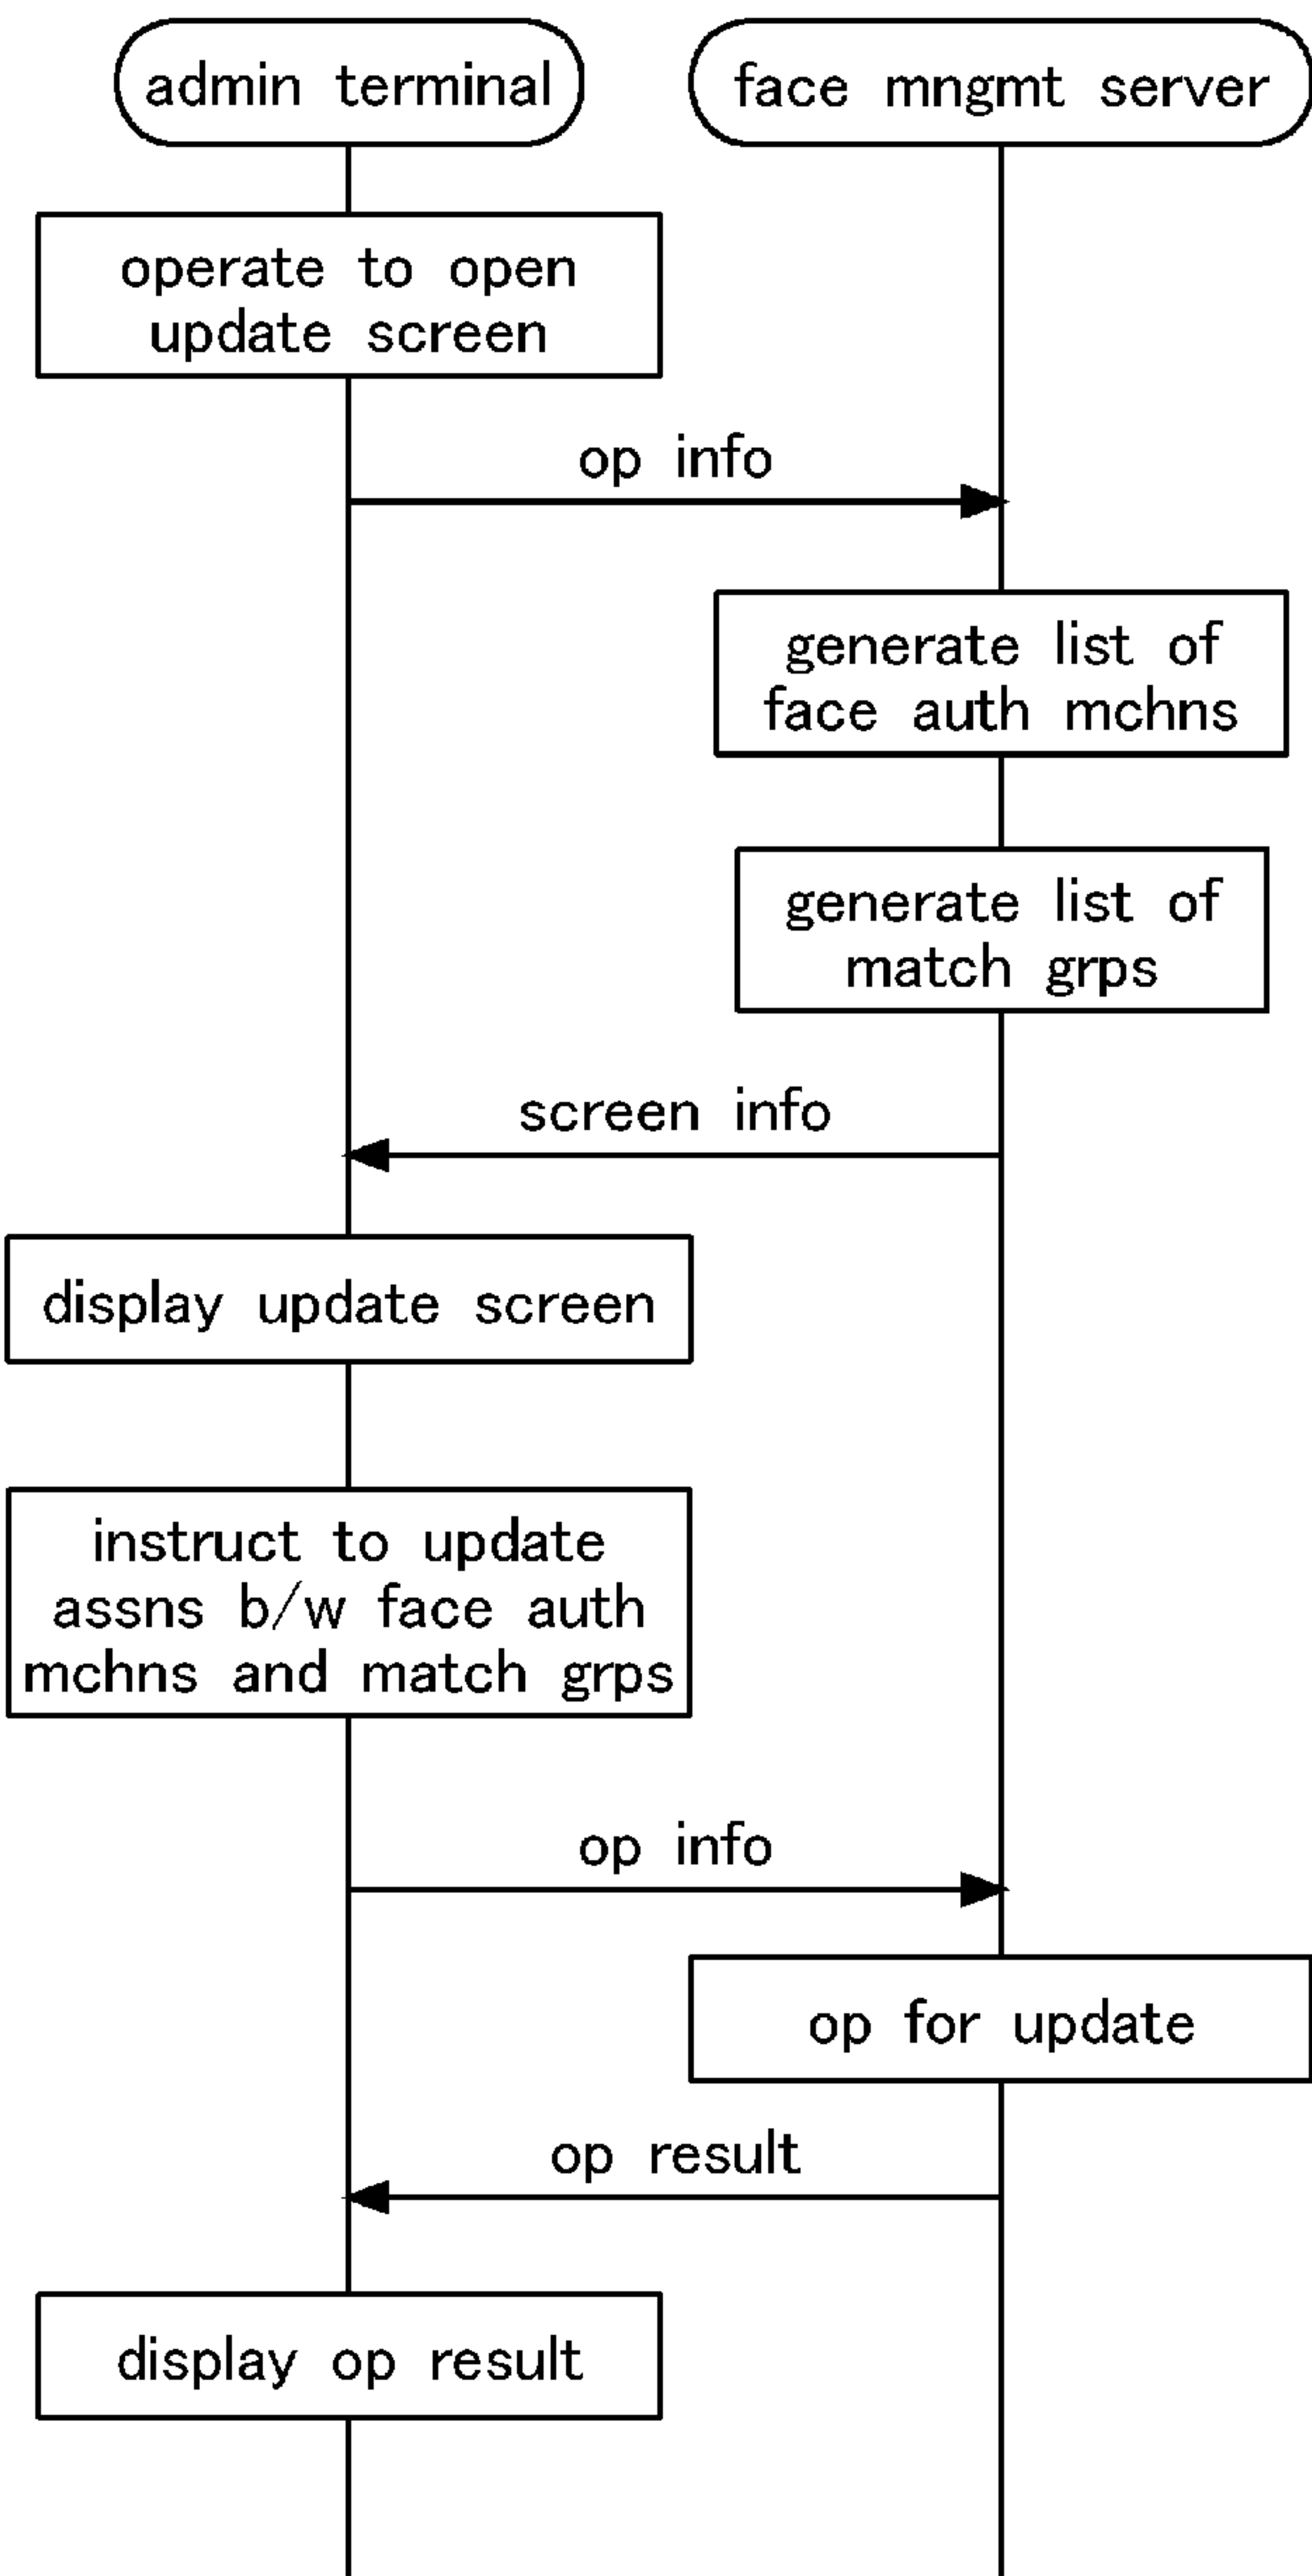 admin terminal
face mngmt server
operate to open
update screen
op info
generate list of
face auth mchns
generate list of
match grps
screen info
display update screen
instruct to update
assns b/w face auth
mchns and match grps
op info
op for update
op result
display op result